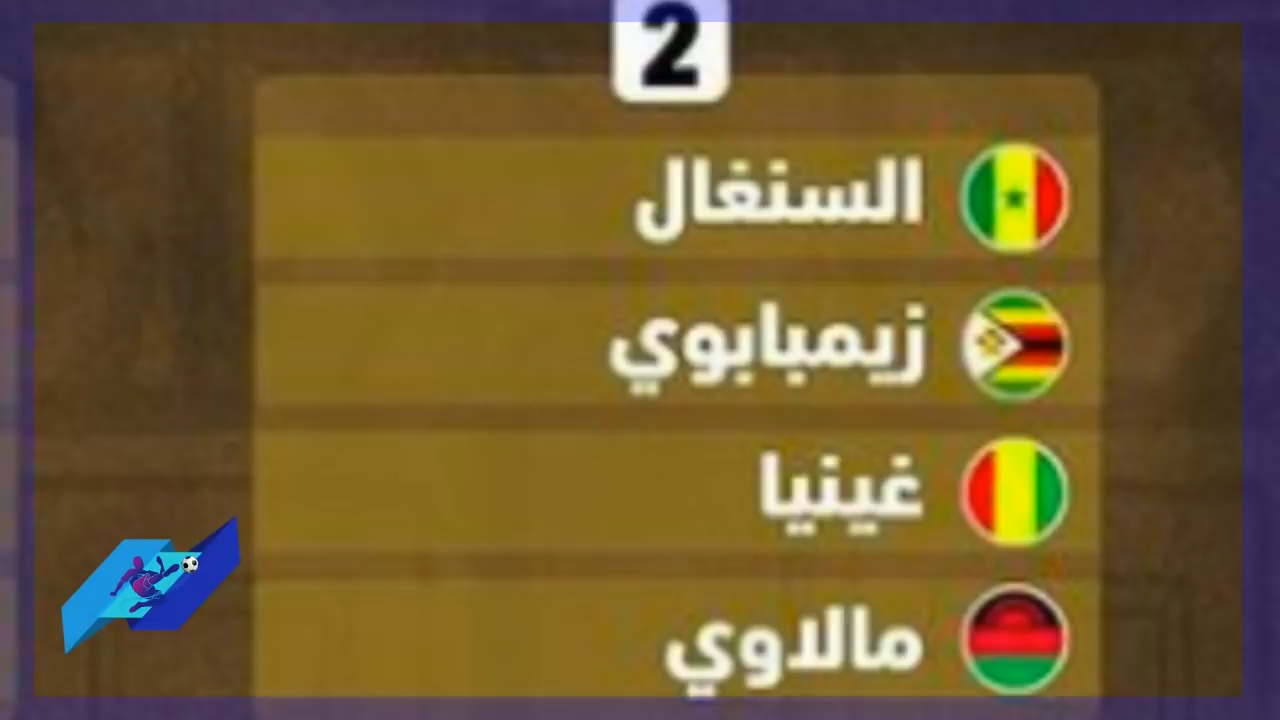 2
السنغال
زيمبابوي
غينيا
مالاوي